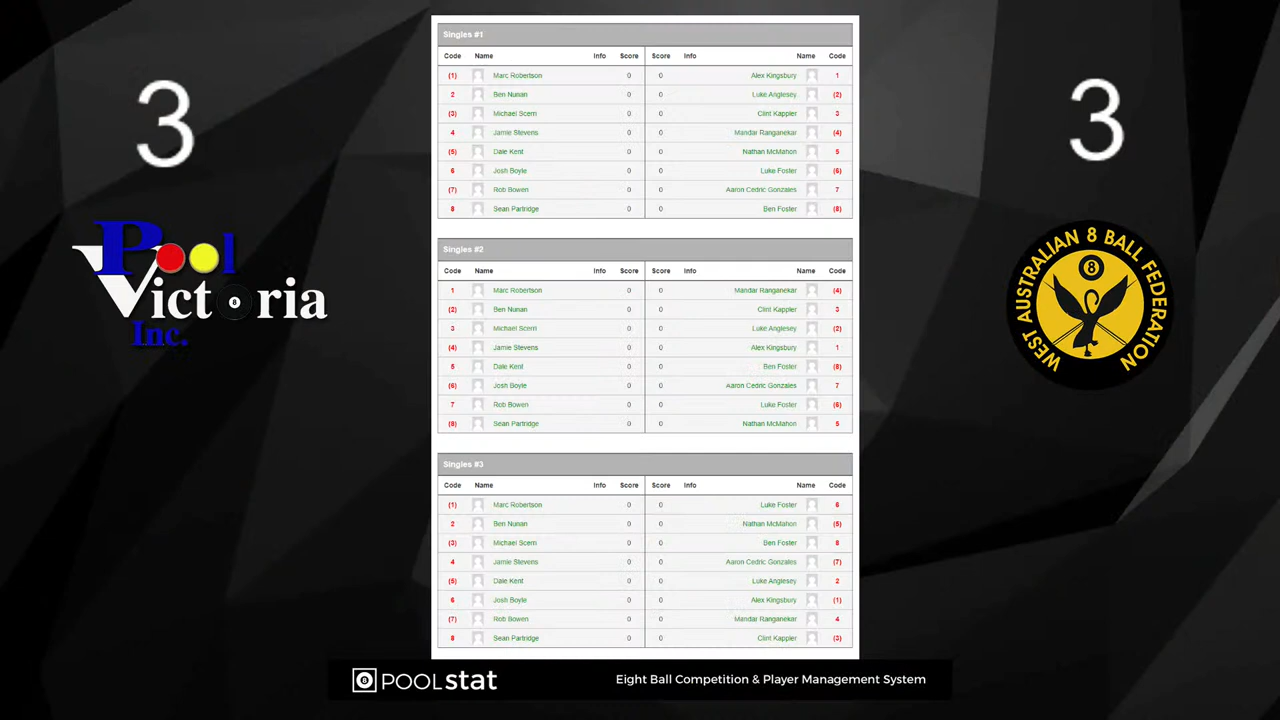 3
3
Pool
Victoria
Inc.
WEST AUSTRALIAN 8 BALL FEDERATION
8
Singles #1
Code Name Info Score Score Info Name Code
(1) Marc Robertson 0 0 Alex Kingsbury 1
2 Ben Nunan 0 0 Luke Anglesey (2)
(3) Michael Scerri 0 0 Clint Kappler 3
4 Jamie Stevens 0 0 Mandar Ranganekar (4)
(5) Dale Kent 0 0 Nathan McMahon 5
6 Josh Boyle 0 0 Luke Foster (6)
(7) Rob Bowen 0 0 Aaron Cedric Gonzales 7
8 Sean Partridge 0 0 Ben Foster (8)
Singles #2
Code Name Info Score Score Info Name Code
1 Marc Robertson 0 0 Mandar Ranganekar (4)
(2) Ben Nunan 0 0 Clint Kappler 3
3 Michael Scerri 0 0 Luke Anglesey (2)
(4) Jamie Stevens 0 0 Alex Kingsbury 1
5 Dale Kent 0 0 Ben Foster (8)
(6) Josh Boyle 0 0 Aaron Cedric Gonzales 7
7 Rob Bowen 0 0 Luke Foster (6)
(8) Sean Partridge 0 0 Nathan McMahon 5
Singles #3
Code Name Info Score Score Info Name Code
(1) Marc Robertson 0 0 Luke Foster 6
2 Ben Nunan 0 0 Nathan McMahon (5)
(3) Michael Scerri 0 0 Ben Foster 8
4 Jamie Stevens 0 0 Aaron Cedric Gonzales (7)
(5) Dale Kent 0 0 Luke Anglesey 2
6 Josh Boyle 0 0 Alex Kingsbury (1)
(7) Rob Bowen 0 0 Mandar Ranganekar 4
8 Sean Partridge 0 0 Clint Kappler (3)
8 POOLstat Eight Ball Competition & Player Management System